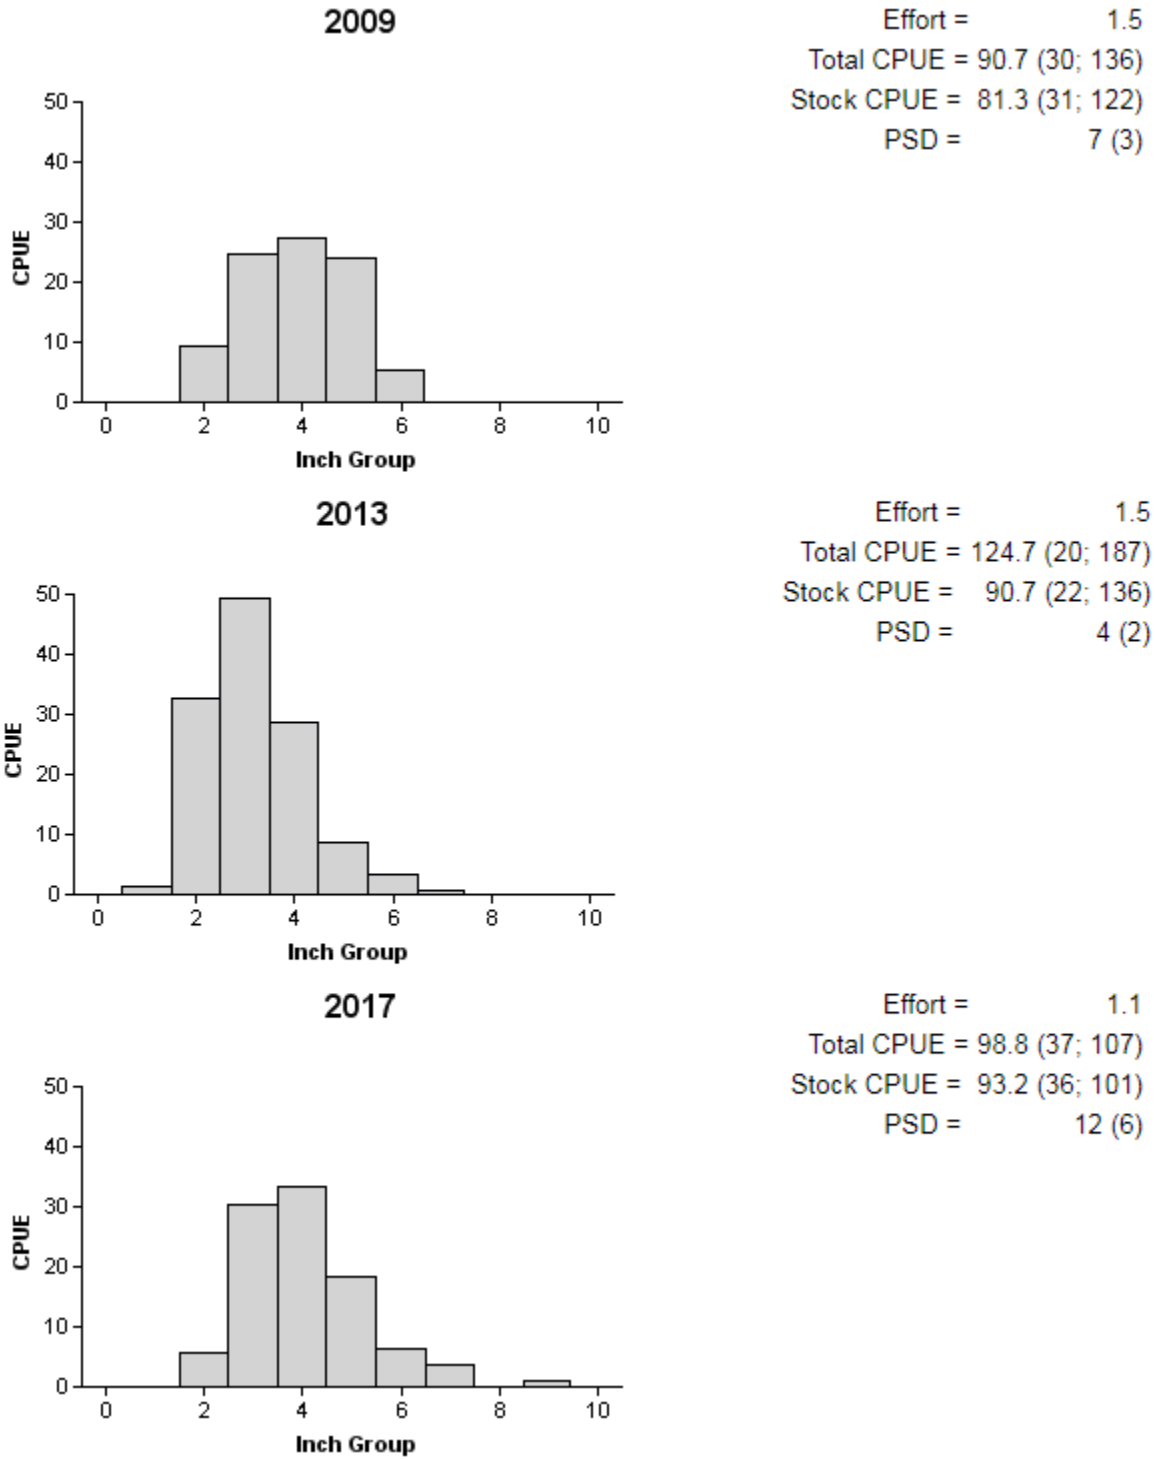 2009
Effort = 1.5
Total CPUE = 90.7 (30; 136)
Stock CPUE = 81.3 (31; 122)
PSD = 7 (3)
50
40
30
20
10
0
CPUE
0 2 4 6 8 10
Inch Group
2013
Effort = 1.5
Total CPUE = 124.7 (20; 187)
Stock CPUE = 90.7 (22; 136)
PSD = 4 (2)
50
40
30
20
10
0
CPUE
0 2 4 6 8 10
Inch Group
2017
Effort = 1.1
Total CPUE = 98.8 (37; 107)
Stock CPUE = 93.2 (36; 101)
PSD = 12 (6)
50
40
30
20
10
0
CPUE
0 2 4 6 8 10
Inch Group